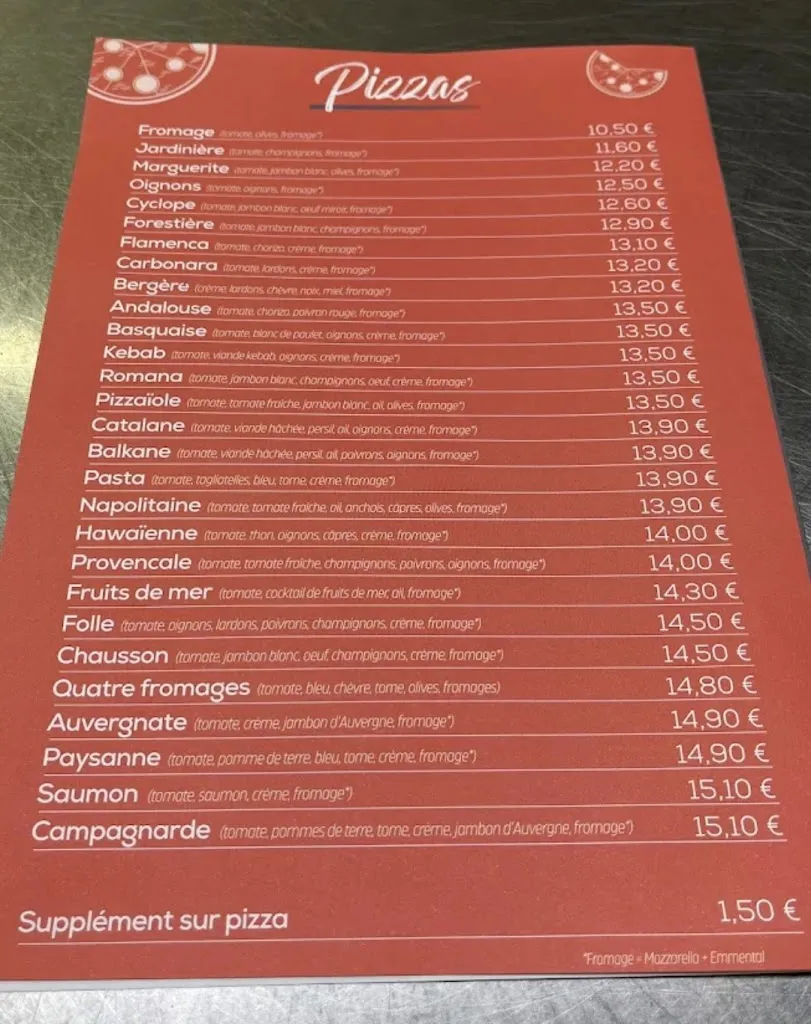 Pizzas
Fromage (tomate, olives, fromage*) 10,50 €
Jardinière (tomate, champignons, fromage*) 11,60 €
Marguerite (tomate, jambon blanc, olives, fromage*) 12,20 €
Oignons (tomate, oignons, fromage*) 12,50 €
Cyclope (tomate, jambon blanc, oeuf miroir, fromage*) 12,60 €
Forestière (tomate, jambon blanc, champignons, fromage*) 12,90 €
Flamenca (tomate, chorizo, crème, fromage*) 13,10 €
Carbonara (tomate, lardons, crème, fromage*) 13,20 €
Bergère (crème, lardons, chèvre, noix, miel, fromage*) 13,20 €
Andalouse (tomate, chorizo, poivron rouge, fromage*) 13,50 €
Basquaise (tomate, blanc de poulet, oignons, crème, fromage*) 13,50 €
Kebab (tomate, viande kebab, oignons, crème, fromage*) 13,50 €
Romana (tomate, jambon blanc, champignons, oeuf, crème, fromage*) 13,50 €
Pizzaïole (tomate, tomate fraîche, jambon blanc, ail, olives, fromage*) 13,50 €
Catalane (tomate, viande hâchée, persil, ail, oignons, crème, fromage*) 13,90 €
Balkane (tomate, viande hâchée, persil, ail, poivrons, oignons, fromage*) 13,90 €
Pasta (tomate, tagliatelles, bleu, tome, crème, fromage*) 13,90 €
Napolitaine (tomate, tomate fraîche, ail, anchois, câpres, olives, fromage*) 13,90 €
Hawaïenne (tomate, thon, oignons, câpres, crème, fromage*) 14,00 €
Provencale (tomate, tomate fraîche, champignons, poivrons, oignons, fromage*) 14,00 €
Fruits de mer (tomate, cocktail de fruits de mer, ail, fromage*) 14,30 €
Folle (tomate, oignons, lardons, poivrons, champignons, crème, fromage*) 14,50 €
Chausson (tomate, jambon blanc, oeuf, champignons, crème, fromage*) 14,50 €
Quatre fromages (tomate, bleu, chèvre, tome, olives, fromages) 14,80 €
Auvergnate (tomate, crème, jambon d'Auvergne, fromage*) 14,90 €
Paysanne (tomate, pomme de terre, bleu, tome, crème, fromage*) 14,90 €
Saumon (tomate, saumon, crème, fromage*) 15,10 €
Campagnarde (tomate, pommes de terre, tome, crème, jambon d'Auvergne, fromage*) 15,10 €
Supplément sur pizza 1,50 €
*Fromage = Mozzarella + Emmental